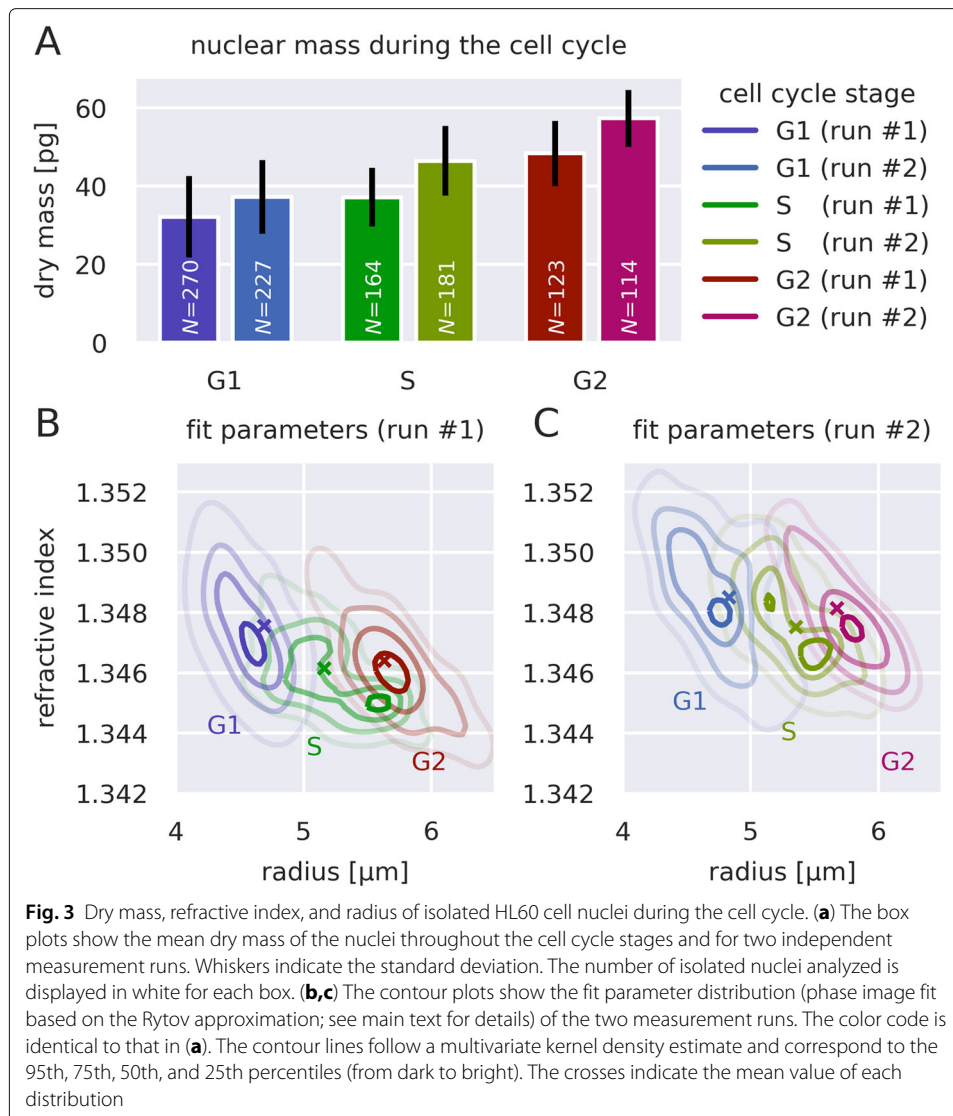 A
nuclear mass during the cell cycle
dry mass [pg]
60
40
20
0
N=270
N=227
N=164
N=181
N=123
N=114
G1
S
G2
cell cycle stage
G1 (run #1)
G1 (run #2)
S (run #1)
S (run #2)
G2 (run #1)
G2 (run #2)
B
fit parameters (run #1)
refractive index
1.352
1.350
1.348
1.346
1.344
1.342
G1
S
G2
4
5
6
radius [µm]
C
fit parameters (run #2)
1.352
1.350
1.348
1.346
1.344
1.342
G1
S
G2
4
5
6
radius [µm]
Fig. 3 Dry mass, refractive index, and radius of isolated HL60 cell nuclei during the cell cycle. (a) The box
plots show the mean dry mass of the nuclei throughout the cell cycle stages and for two independent
measurement runs. Whiskers indicate the standard deviation. The number of isolated nuclei analyzed is
displayed in white for each box. (b,c) The contour plots show the fit parameter distribution (phase image fit
based on the Rytov approximation; see main text for details) of the two measurement runs. The color code is
identical to that in (a). The contour lines follow a multivariate kernel density estimate and correspond to the
95th, 75th, 50th, and 25th percentiles (from dark to bright). The crosses indicate the mean value of each
distribution